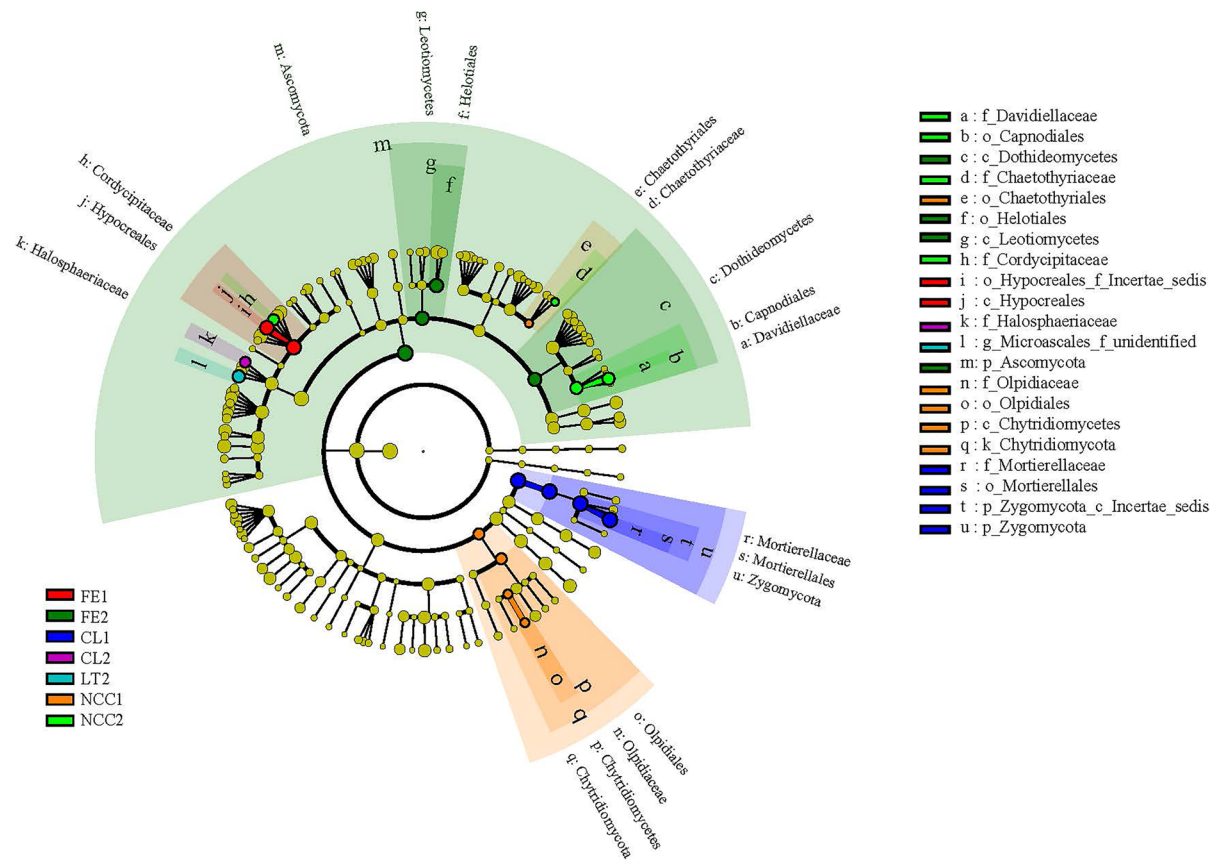 g: Leotiomycetes
f: Helotiales
m: Ascomycota
e: Chaetothyriales
d: Chaetothyriaceae
h: Cordycipitaceae
j: Hypocreales
k: Halosphaeriaceae
c: Dothideomycetes
b: Capnodiales
a: Davidiellaceae
m
g
f
e
d
c
b
a
h
j
i
k
l
r
s
t
u
n
o
p
q
r: Mortierellaceae
s: Mortierellales
u: Zygomycota
o: Olpidiales
n: Olpidiaceae
p: Chytridiomycetes
q: Chytridiomycota
FE1
FE2
CL1
CL2
LT2
NCC1
NCC2
a : f_Davidiellaceae
b : o_Capnodiales
c : c_Dothideomycetes
d : f_Chaetothyriaceae
e : o_Chaetothyriales
f : o_Helotiales
g : c_Leotiomycetes
h : f_Cordycipitaceae
i : o_Hypocreales_f_Incertae_sedis
j : c_Hypocreales
k : f_Halosphaeriaceae
l : g_Microascales_f_unidentified
m: p_Ascomycota
n : f_Olpidiaceae
o : o_Olpidiales
p : c_Chytridiomycetes
q : k_Chytridiomycota
r : f_Mortierellaceae
s : o_Mortierellales
t : p_Zygomycota_c_Incertae_sedis
u : p_Zygomycota